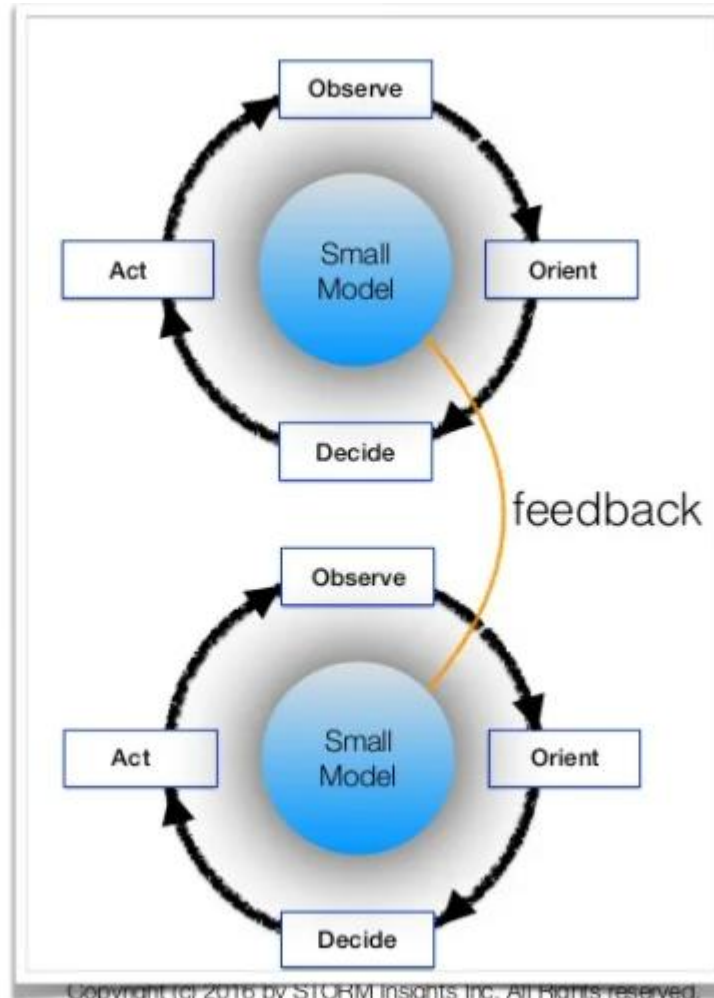 Observe
Act
Small
Model
Orient
Decide
feedback
Observe
Act
Small
Model
Orient
Decide
Copyright (c) 2016 by STORM Insights Inc. All Rights reserved.